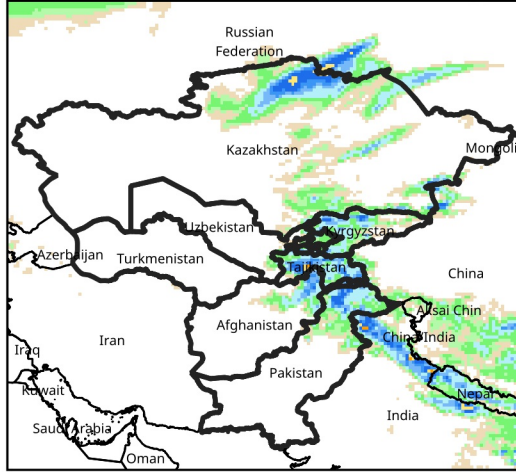 Russian
Federation
Kazakhstan
Mongoli
Uzbekistan
Kyrgyzstan
Azerbaijan
Turkmenistan
Tajikistan
China
Aksai Chin
Afghanistan
China/India
Iran
Iraq
Pakistan
Kuwait
Nepal
India
Saudi Arabia
Oman